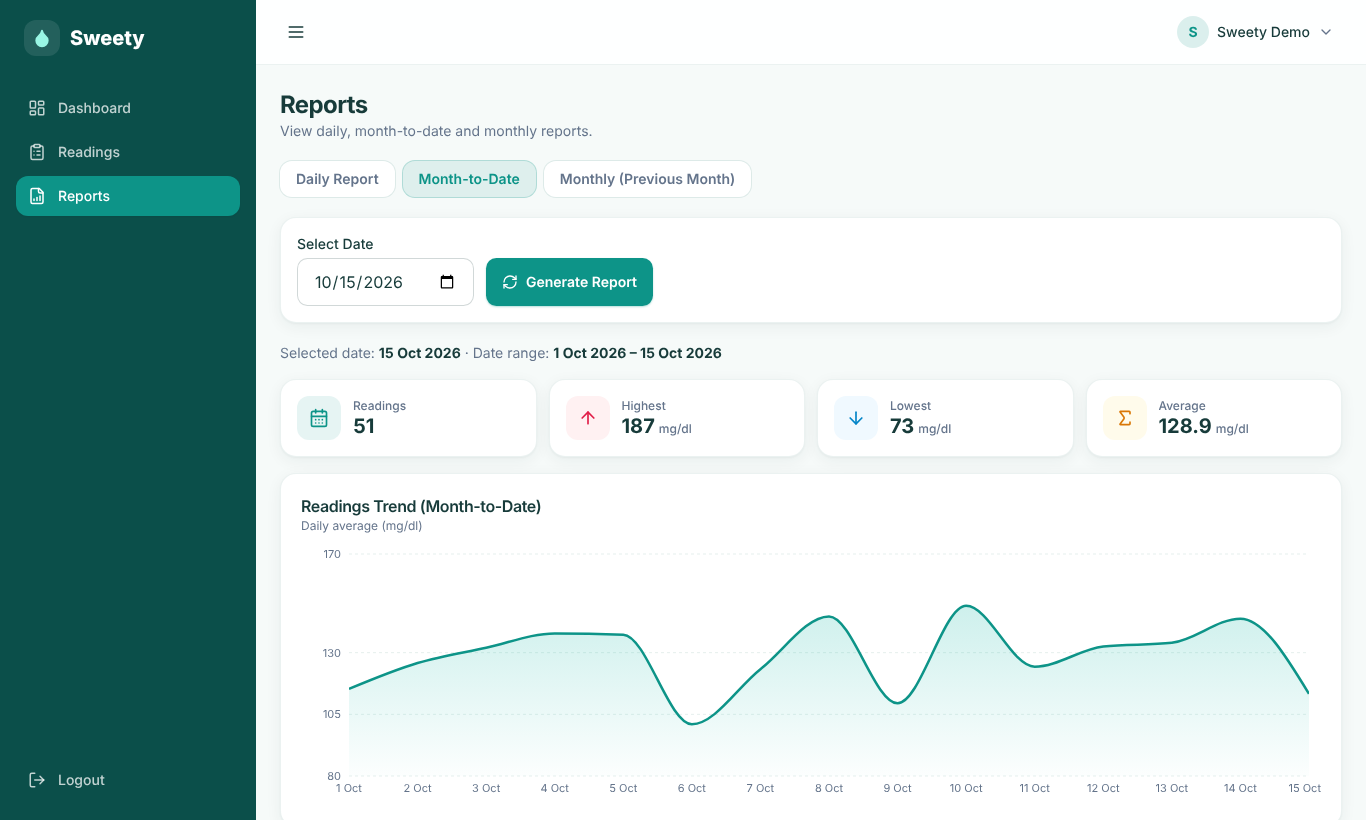 Sweety
S
Sweety Demo
Dashboard
Readings
Reports
Logout
Reports
View daily, month-to-date and monthly reports.
Daily Report
Month-to-Date
Monthly (Previous Month)
Select Date
10/15/2026
Generate Report
Selected date: 15 Oct 2026 · Date range: 1 Oct 2026 – 15 Oct 2026
Readings
51
Highest
187 mg/dl
Lowest
73 mg/dl
Σ
Average
128.9 mg/dl
Readings Trend (Month-to-Date)
Daily average (mg/dl)
170
130
105
80
1 Oct 2 Oct 3 Oct 4 Oct 5 Oct 6 Oct 7 Oct 8 Oct 9 Oct 10 Oct 11 Oct 12 Oct 13 Oct 14 Oct 15 Oct